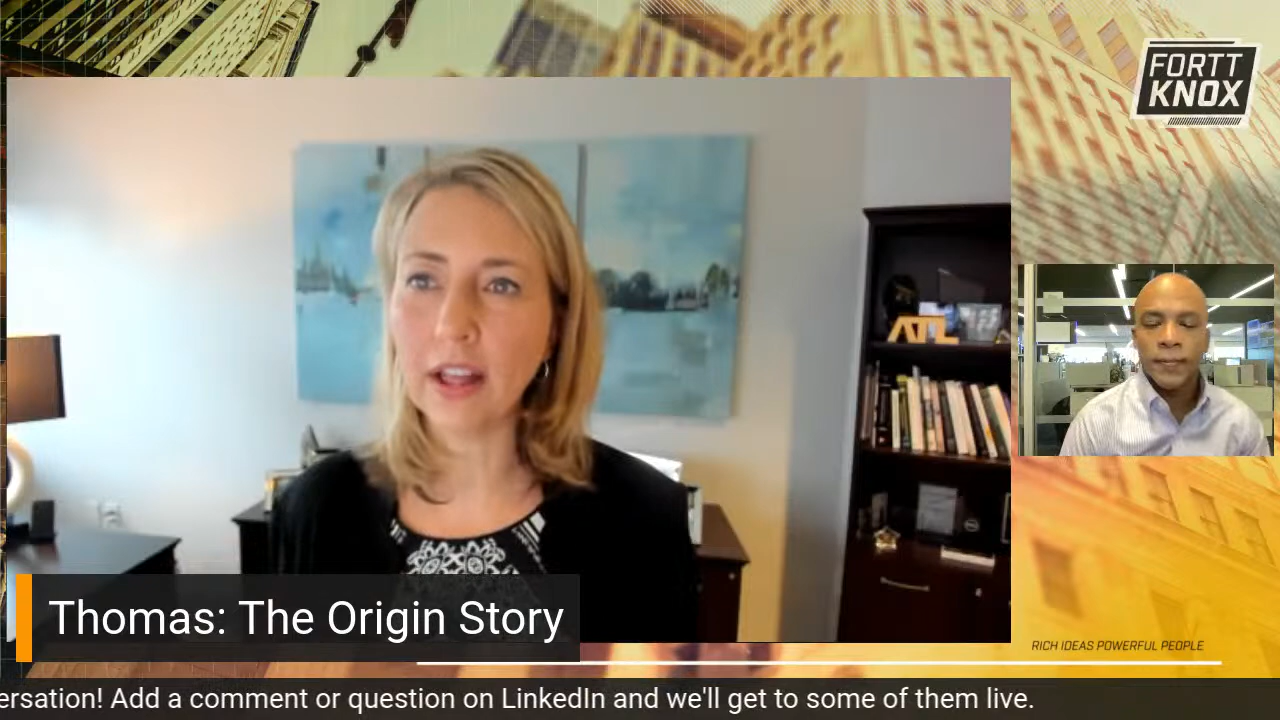 FORTT
KNOX
ATL
Thomas: The Origin Story
RICH IDEAS POWERFUL PEOPLE
ersation! Add a comment or question on LinkedIn and we'll get to some of them live.